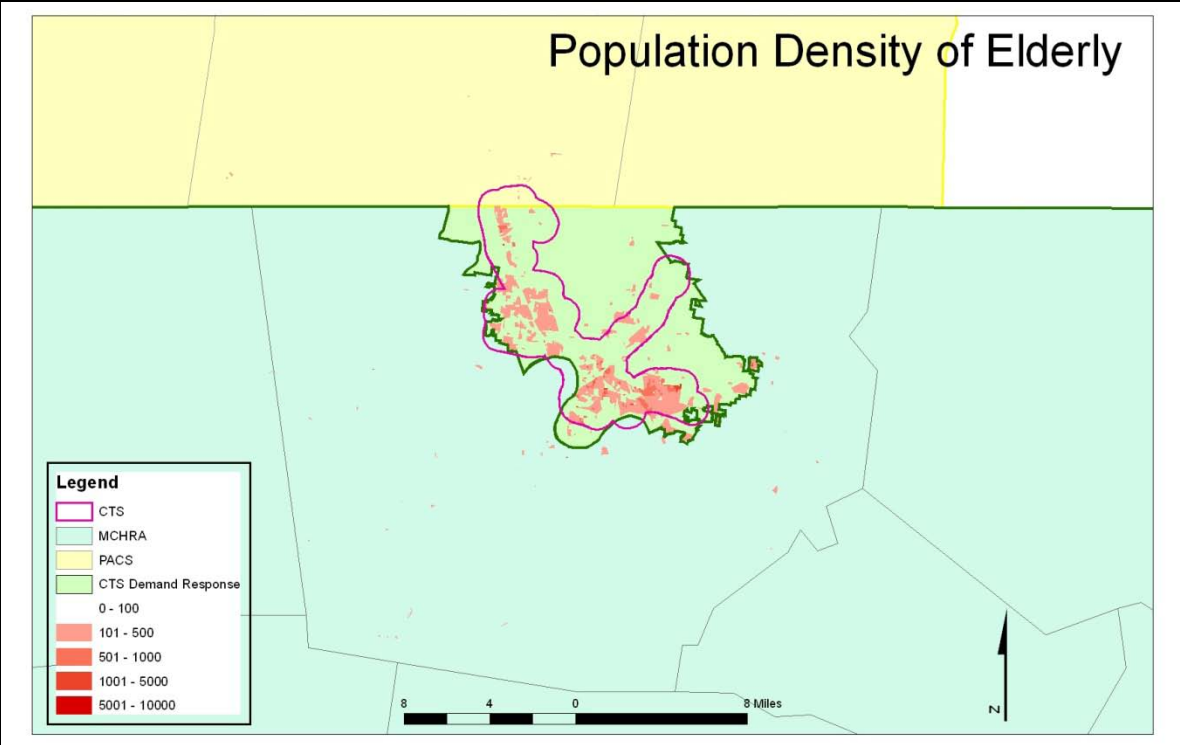 Population Density of Elderly
Legend
CTS
MCHRA
PACS
CTS Demand Response
0 - 100
101 - 500
501 - 1000
1001 - 5000
5001 - 10000
8 4 0 8 Miles
N